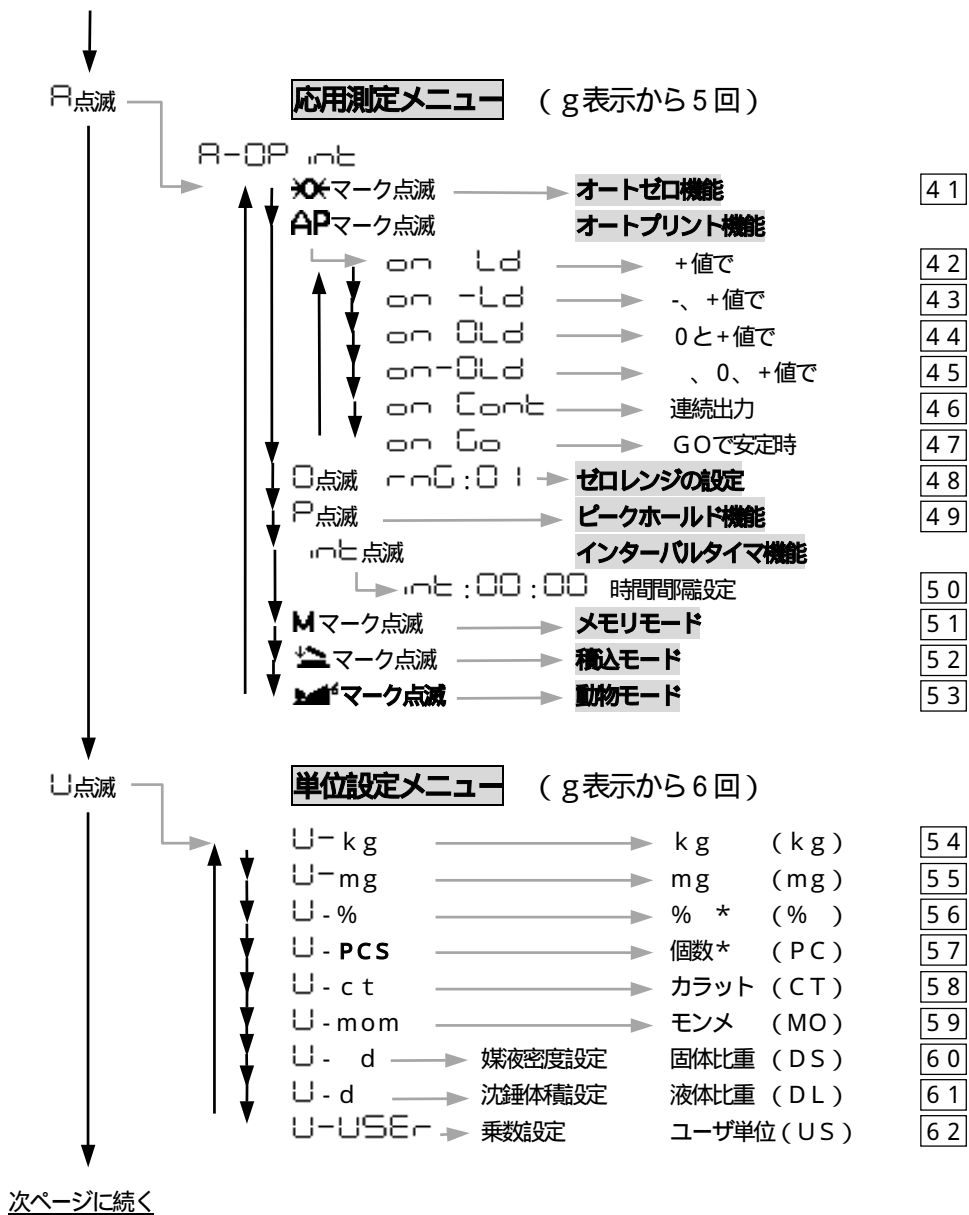 A点滅 応用測定メニュー (g表示から5回)
A-OP int
→0←マーク点滅 オートゼロ機能 41
APマーク点滅 オートプリント機能
on Ld +値で 42
on -Ld -、+値で 43
on 0Ld 0と+値で 44
on-0Ld 、0、+値で 45
on Cont 連続出力 46
on Go GOで安定時 47
0点滅 rnG:01 ゼロレンジの設定 48
P点滅 ピークホールド機能 49
int点滅 インターバルタイマ機能
int:00:00 時間間隔設定 50
Mマーク点滅 メモリモード 51
マーク点滅 積込モード 52
マーク点滅 動物モード 53
U点滅 単位設定メニュー (g表示から6回)
U-kg kg (kg) 54
U-mg mg (mg) 55
U-% % * (% ) 56
U-PCS 個数* (PC) 57
U-ct カラット (CT) 58
U-mom モンメ (MO) 59
U- d 媒液密度設定 固体比重 (DS) 60
U-d 沈錘体積設定 液体比重 (DL) 61
U-USEr 乗数設定 ユーザ単位(US) 62
次ページに続く